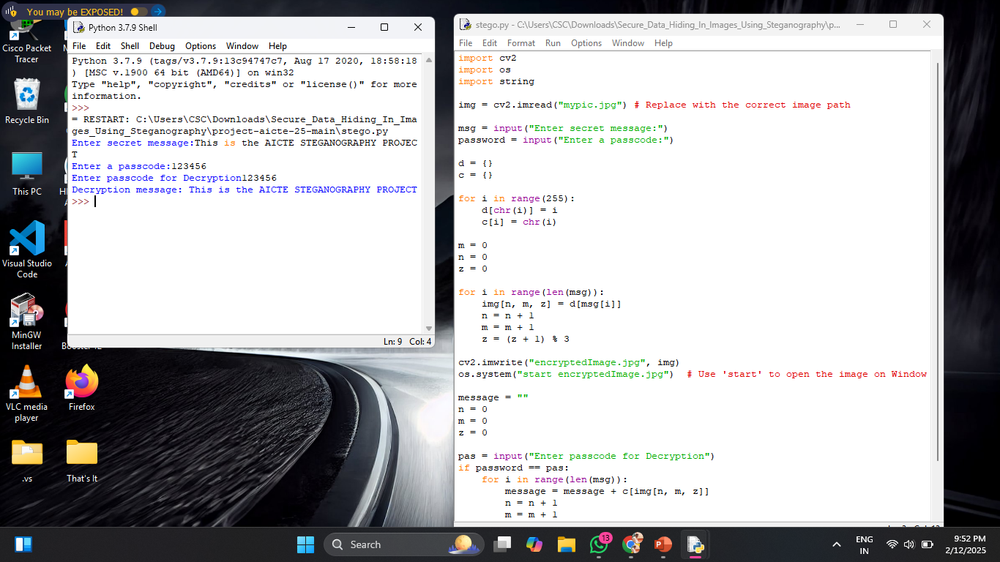 You may be EXPOSED!
Cisco Packet
Tracer
Recycle Bin
This PC
Visual Studio
Code
MinGW
Installer
VLC media
player
Firefox
.vs
That's It
Python 3.7.9 Shell
File Edit Shell Debug Options Window Help
Python 3.7.9 (tags/v3.7.9:13c94747c7, Aug 17 2020, 18:58:18
) [MSC v.1900 64 bit (AMD64)] on win32
Type "help", "copyright", "credits" or "license()" for more
information.
>>>
= RESTART: C:\Users\CSC\Downloads\Secure_Data_Hiding_In_Ima
ges_Using_Steganography\project-aicte-25-main\stego.py
Enter secret message:This is the AICTE STEGANOGRAPHY PROJEC
T
Enter a passcode:123456
Enter passcode for Decryption123456
Decryption message: This is the AICTE STEGANOGRAPHY PROJECT
>>>
Ln: 9 Col: 4
stego.py - C:\Users\CSC\Downloads\Secure_Data_Hiding_In_Images_Using_Steganography\p...
File Edit Format Run Options Window Help
import cv2
import os
import string
img = cv2.imread("mypic.jpg") # Replace with the correct image path
msg = input("Enter secret message:")
password = input("Enter a passcode:")
d = {}
c = {}
for i in range(255):
    d[chr(i)] = i
    c[i] = chr(i)
m = 0
n = 0
z = 0
for i in range(len(msg)):
    img[n, m, z] = d[msg[i]]
    n = n + 1
    m = m + 1
    z = (z + 1) % 3
cv2.imwrite("encryptedImage.jpg", img)
os.system("start encryptedImage.jpg")  # Use 'start' to open the image on Window
message = ""
n = 0
m = 0
z = 0
pas = input("Enter passcode for Decryption")
if password == pas:
    for i in range(len(msg)):
        message = message + c[img[n, m, z]]
        n = n + 1
        m = m + 1
Search
13
ENG
IN
9:52 PM
2/12/2025